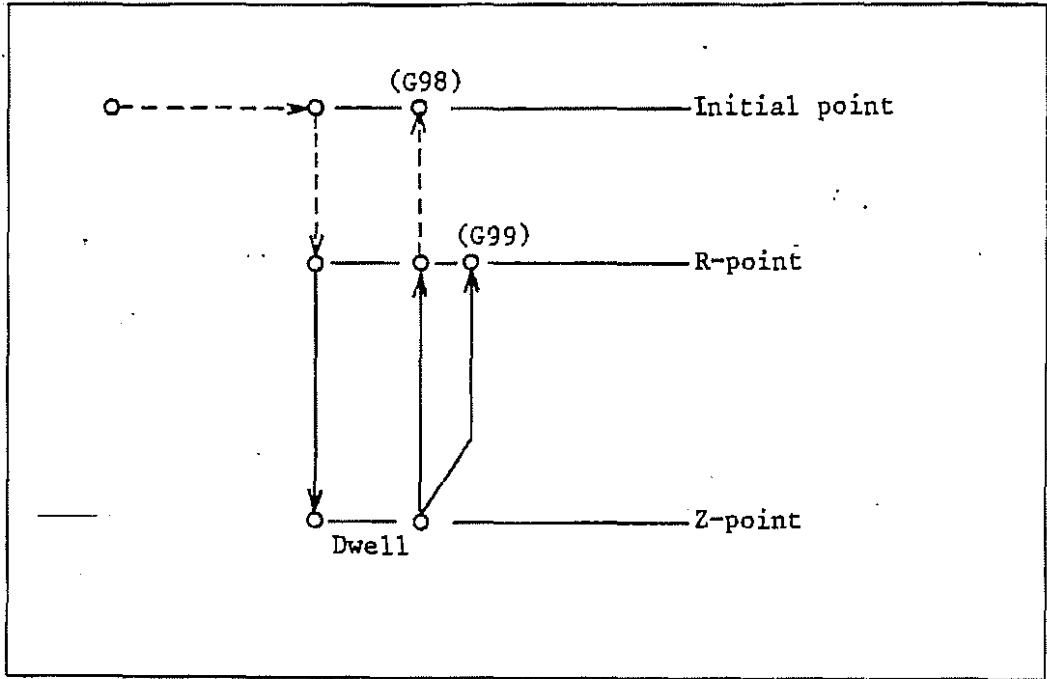 (G98)
Initial point
(G99)
R-point
Z-point
Dwell